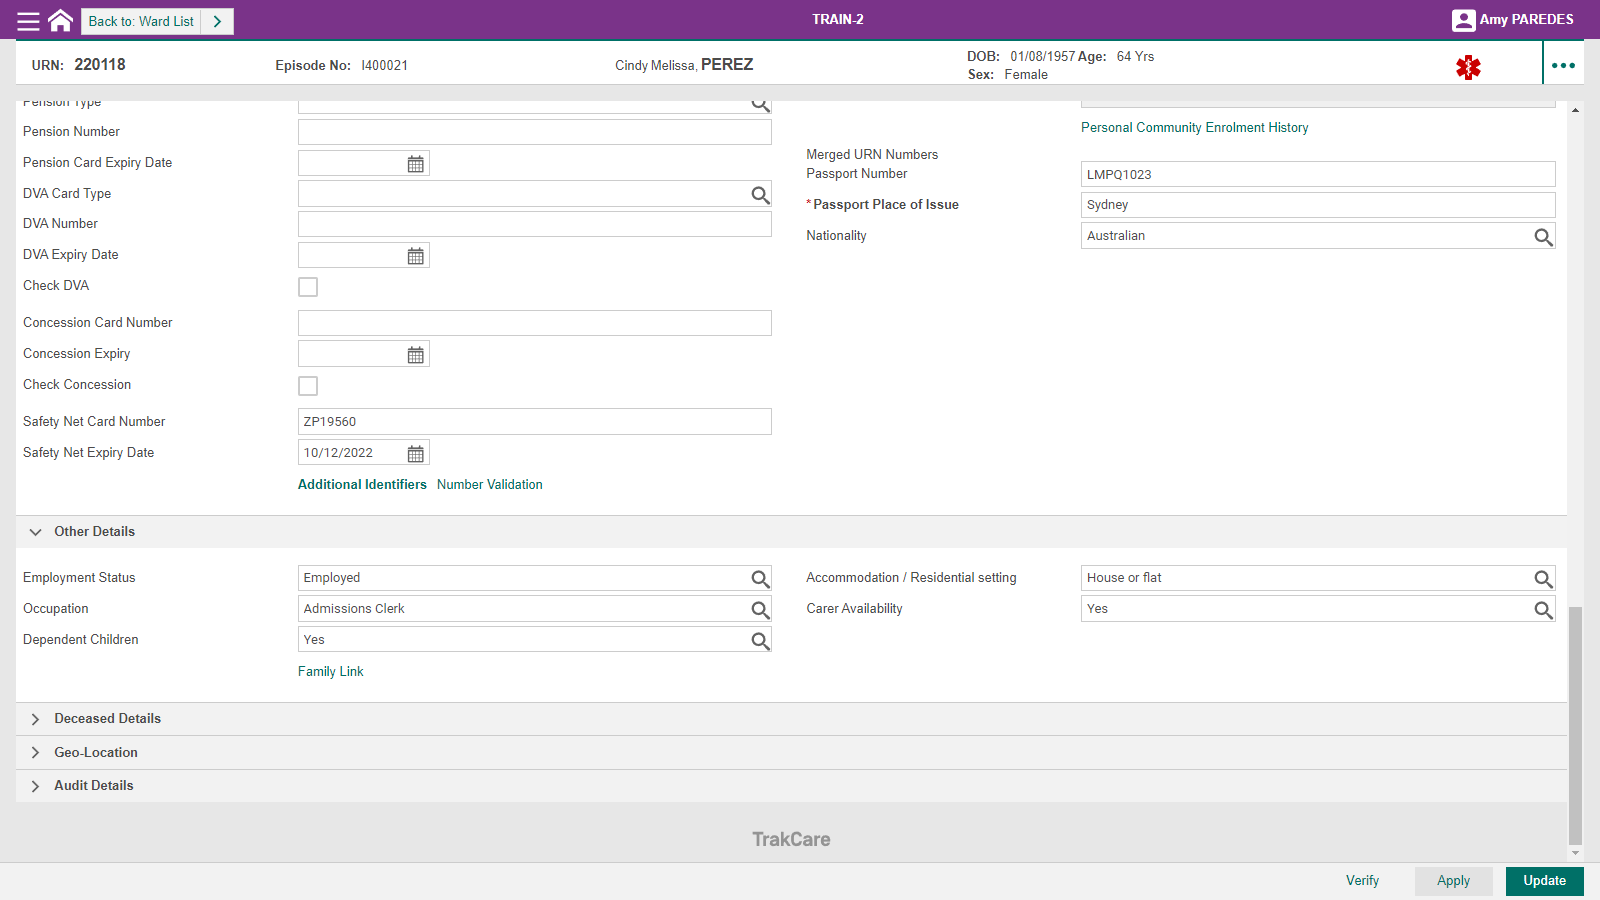 Back to: Ward List
TRAIN-2
Amy PAREDES
URN: 220118
Episode No: I400021
Cindy Melissa, PEREZ
DOB: 01/08/1957 Age: 64 Yrs
Sex: Female
Pension Type
Pension Number
Pension Card Expiry Date
DVA Card Type
DVA Number
DVA Expiry Date
Check DVA
Concession Card Number
Concession Expiry
Check Concession
Safety Net Card Number ZP19560
Safety Net Expiry Date 10/12/2022
Additional Identifiers Number Validation
Personal Community Enrolment History
Merged URN Numbers
Passport Number LMPQ1023
*Passport Place of Issue Sydney
Nationality Australian
Other Details
Employment Status Employed
Occupation Admissions Clerk
Dependent Children Yes
Family Link
Accommodation / Residential setting House or flat
Carer Availability Yes
Deceased Details
Geo-Location
Audit Details
TrakCare
Verify Apply Update